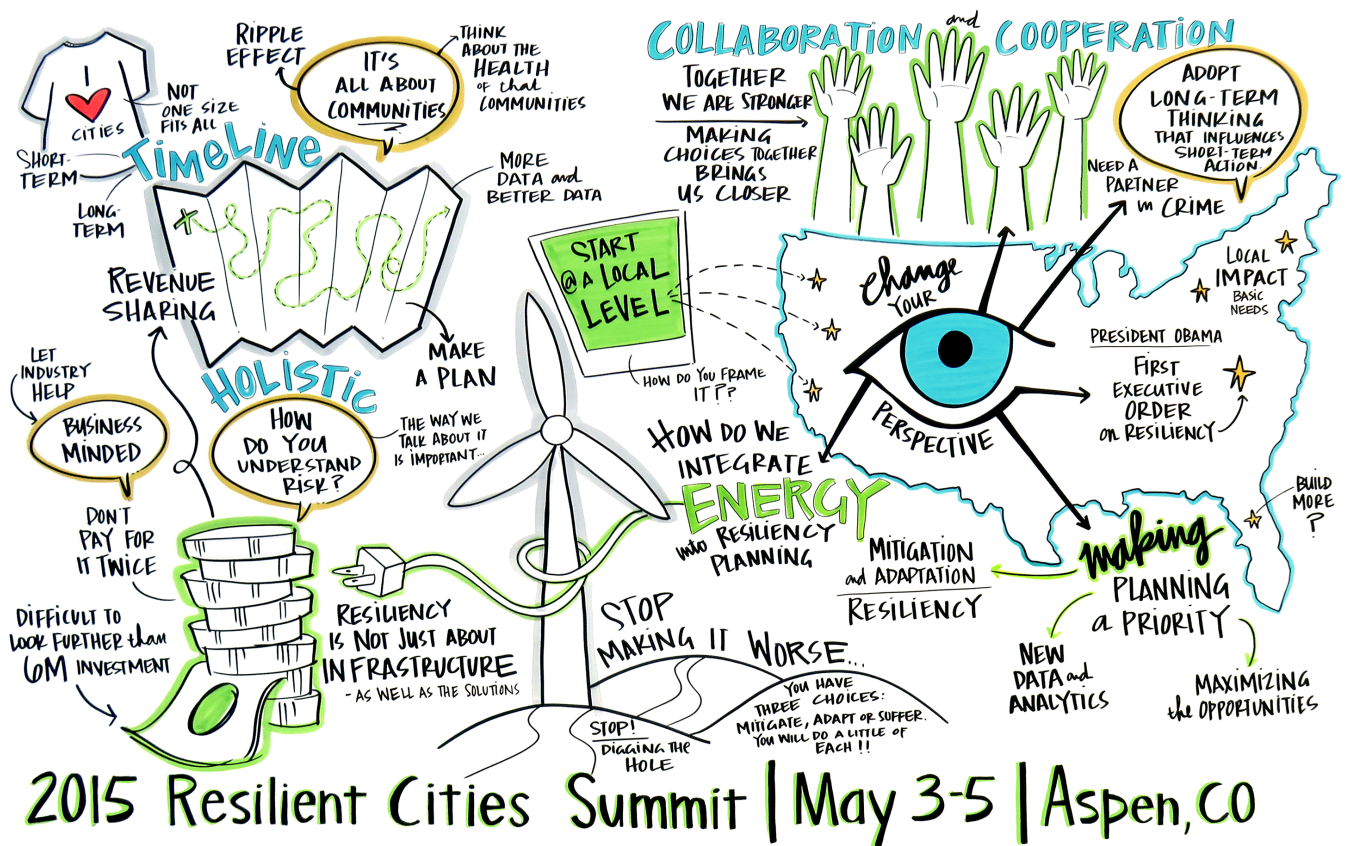 I
CITIES
NOT
ONE SIZE
FITS ALL
TIMELINE
SHORT-
TERM
LONG-
TERM
RIPPLE
EFFECT
IT'S
ALL ABOUT
COMMUNITIES
THINK
ABOUT THE
HEALTH
of that
COMMUNITIES
MORE
DATA and
BETTER DATA
REVENUE
SHARING
MAKE
A PLAN
HOLISTIC
HOW
DO YOU
UNDERSTAND
RISK?
THE WAY WE
TALK ABOUT IT
IS IMPORTANT...
LET
INDUSTRY
HELP
BUSINESS
MINDED
DON'T
PAY FOR
IT TWICE
DIFFICULT TO
LOOK FURTHER than
6M INVESTMENT
RESILIENCY
IS NOT JUST ABOUT
INFRASTRUCTURE
- AS WELL AS THE SOLUTIONS
START
@ A LOCAL
LEVEL
HOW DO YOU FRAME
IT??
HOW DO WE
INTEGRATE
ENERGY
into RESILIENCY
PLANNING
STOP
MAKING IT WORSE...
STOP!
DIGGING THE
HOLE
YOU HAVE
THREE CHOICES:
MITIGATE, ADAPT OR SUFFER.
YOU WILL DO A LITTLE OF
EACH!!
COLLABORATION and COOPERATION
TOGETHER
WE ARE STRONGER
MAKING
CHOICES TOGETHER
BRINGS
US CLOSER
ADOPT
LONG-TERM
THINKING
THAT INFLUENCES
SHORT-TERM
ACTION
NEED A
PARTNER
in CRIME
change
YOUR
PERSPECTIVE
LOCAL
IMPACT
BASIC
NEEDS
PRESIDENT OBAMA
FIRST
EXECUTIVE
ORDER
on RESILIENCY
BUILD
MORE
?
making
PLANNING
a PRIORITY
MITIGATION
and ADAPTATION
RESILIENCY
NEW
DATA and
ANALYTICS
MAXIMIZING
the OPPORTUNITIES
2015 Resilient Cities Summit | May 3-5 | Aspen, CO